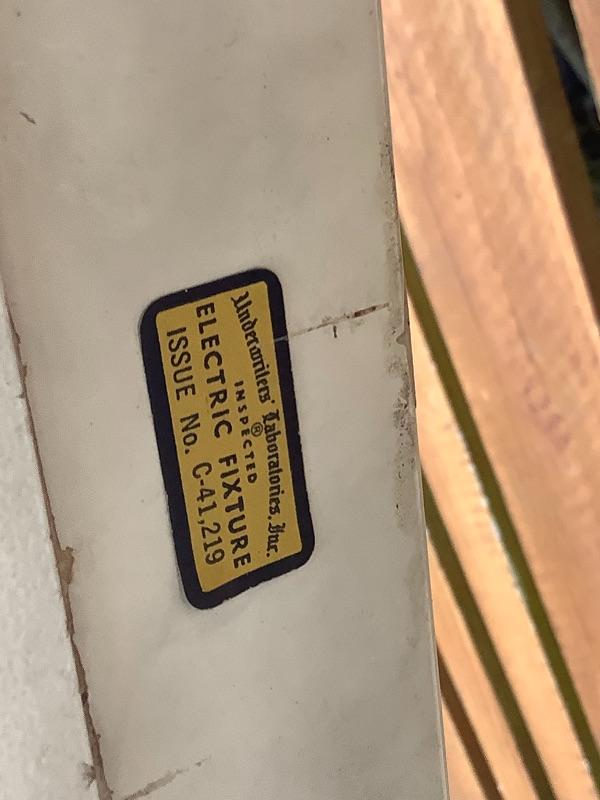 Underwriters' Laboratories, Inc.
INSPECTED ®
ELECTRIC FIXTURE
ISSUE No. C-41,219